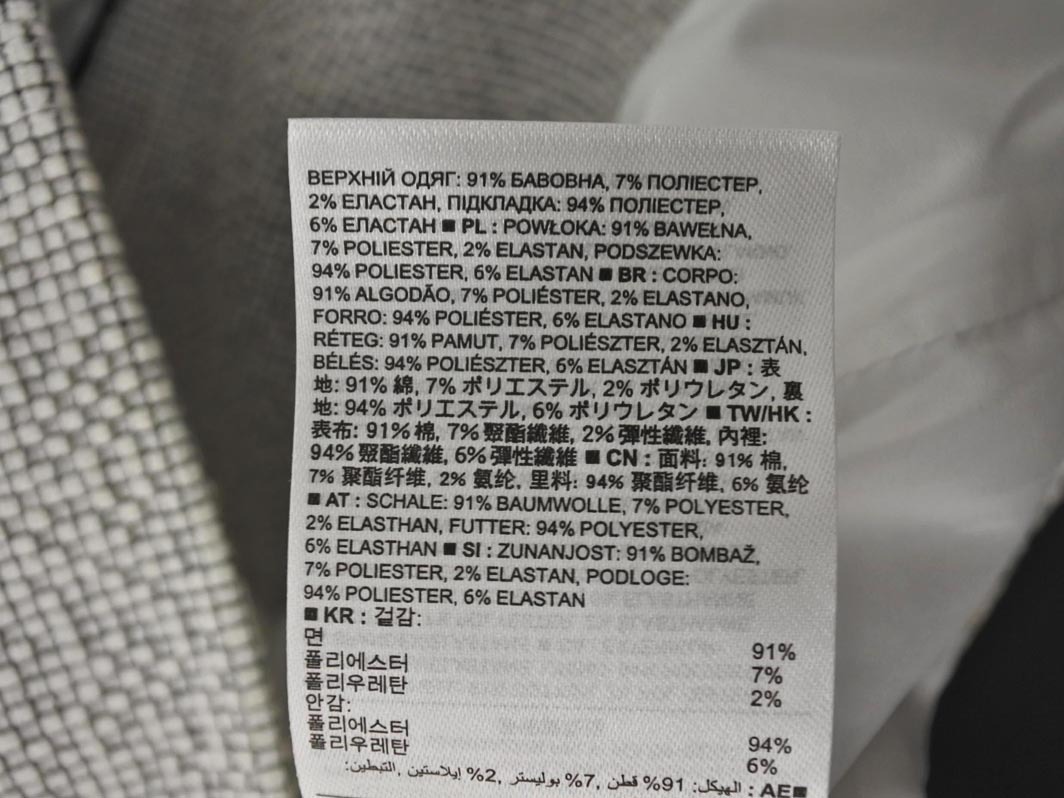 ВЕРХНІЙ ОДЯГ: 91% БАВОВНА, 7% ПОЛІЕСТЕР,
2% ЕЛАСТАН, ПІДКЛАДКА: 94% ПОЛІЕСТЕР,
6% ЕЛАСТАН ■ PL : POWŁOKA: 91% BAWEŁNA,
7% POLIESTER, 2% ELASTAN, PODSZEWKA:
94% POLIESTER, 6% ELASTAN ■ BR : CORPO:
91% ALGODÃO, 7% POLIÉSTER, 2% ELASTANO,
FORRO: 94% POLIÉSTER, 6% ELASTANO ■ HU :
RÉTEG: 91% PAMUT, 7% POLIÉSZTER, 2% ELASZTÁN,
BÉLÉS: 94% POLIÉSZTER, 6% ELASZTÁN ■ JP : 表
地: 91% 綿, 7% ポリエステル, 2% ポリウレタン, 裏
地: 94% ポリエステル, 6% ポリウレタン ■ TW/HK :
表布: 91% 棉, 7% 聚酯纖維, 2% 彈性纖維, 內裡:
94% 聚酯纖維, 6% 彈性纖維 ■ CN : 面料: 91% 棉,
7% 聚酯纤维, 2% 氨纶, 里料: 94% 聚酯纤维, 6% 氨纶
■ AT : SCHALE: 91% BAUMWOLLE, 7% POLYESTER,
2% ELASTHAN, FUTTER: 94% POLYESTER,
6% ELASTHAN ■ SI : ZUNANJOST: 91% BOMBAŽ,
7% POLIESTER, 2% ELASTAN, PODLOGE:
94% POLIESTER, 6% ELASTAN
■ KR : 겉감:
면 91%
폴리에스터 7%
폴리우레탄 2%
안감:
폴리에스터 94%
폴리우레탄 6%
■AE : الهيكل: 91% قطن ,7% بوليستر ,2% إيلاستين ,التبطين: